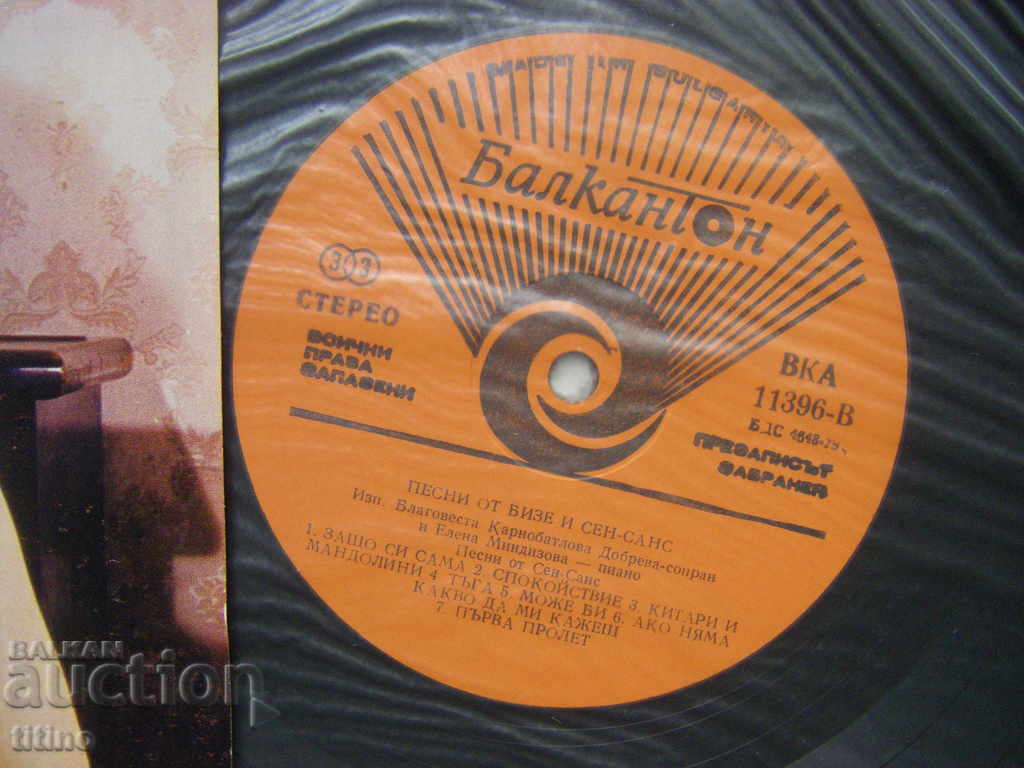 MADE IN BULGARIA
Балкантон
33
СТЕРЕО
ВСИЧКИ
ПРАВА
ЗАПАЗЕНИ
ВКА
11396-В
БДС
ПРЕЗАПИСЪТ
ЗАБРАНЕН
ПЕСНИ ОТ БИЗЕ И СЕН-САНС
Изп. Благовеста Карнобатлова Добрева-сопран
и Елена Миндизова — пиано
Песни от Сен-Санс
1. ЗАЩО СИ САМА 2. СПОКОЙСТВИЕ 3. КИТАРИ И
МАНДОЛИНИ 4. ТЪГА 5. МОЖЕ БИ 6. АКО НЯМА
КАКВО ДА МИ КАЖЕШ
7. ПЪРВА ПРОЛЕТ
BALKAN
auction
titino